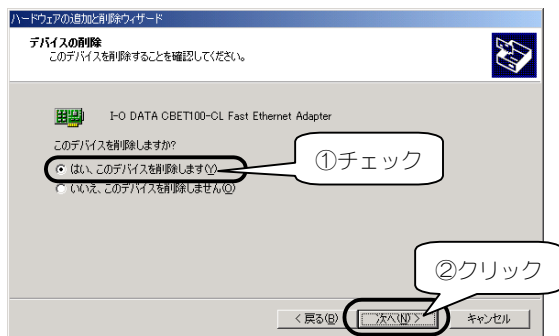 ハードウェアの追加と削除ウィザード
デバイスの削除
このデバイスを削除することを確認してください。
I-O DATA CBET100-CL Fast Ethernet Adapter
このデバイスを削除しますか?
はい、このデバイスを削除します(Y)
①チェック
いいえ、このデバイスを削除しません(O)
②クリック
< 戻る(B)
次へ(N) >
キャンセル